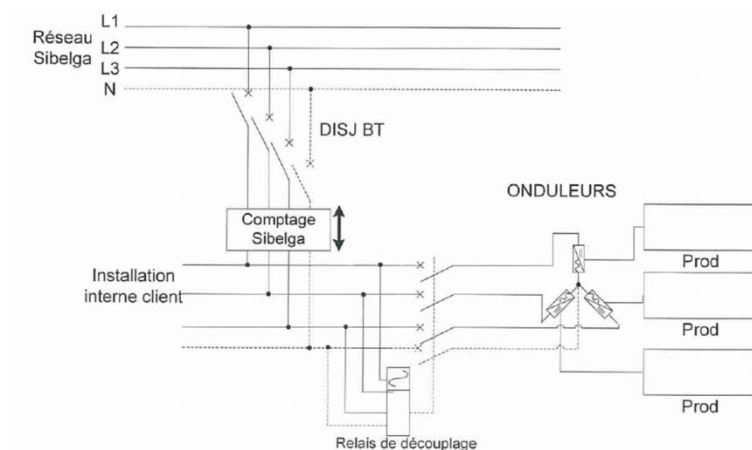 L1
Réseau
Sibelga
L2
L3
N
DISJ BT
ONDULEURS
Comptage
Sibelga
Installation
interne client
Prod
Prod
Prod
Relais de découplage